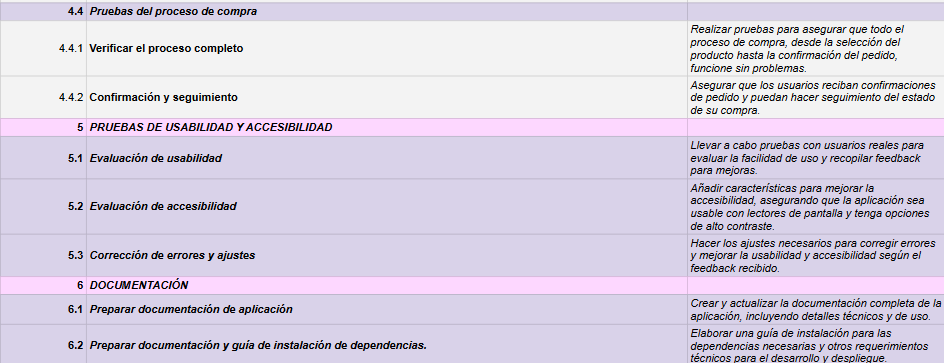 4.4 Pruebas del proceso de compra
4.4.1 Verificar el proceso completo
Realizar pruebas para asegurar que todo el
proceso de compra, desde la selección del
producto hasta la confirmación del pedido,
funcione sin problemas.
4.4.2 Confirmación y seguimiento
Asegurar que los usuarios reciban confirmaciones
de pedido y puedan hacer seguimiento del estado
de su compra.
5 PRUEBAS DE USABILIDAD Y ACCESIBILIDAD
5.1 Evaluación de usabilidad
Llevar a cabo pruebas con usuarios reales para
evaluar la facilidad de uso y recopilar feedback
para mejoras.
5.2 Evaluación de accesibilidad
Añadir características para mejorar la
accesibilidad, asegurando que la aplicación sea
usable con lectores de pantalla y tenga opciones
de alto contraste.
5.3 Corrección de errores y ajustes
Hacer los ajustes necesarios para corregir errores
y mejorar la usabilidad y accesibilidad según el
feedback recibido.
6 DOCUMENTACIÓN
6.1 Preparar documentación de aplicación
Crear y actualizar la documentación completa de la
aplicación, incluyendo detalles técnicos y de uso.
6.2 Preparar documentación y guía de instalación de dependencias.
Elaborar una guía de instalación para las
dependencias necesarias y otros requerimientos
técnicos para el desarrollo y despliegue.